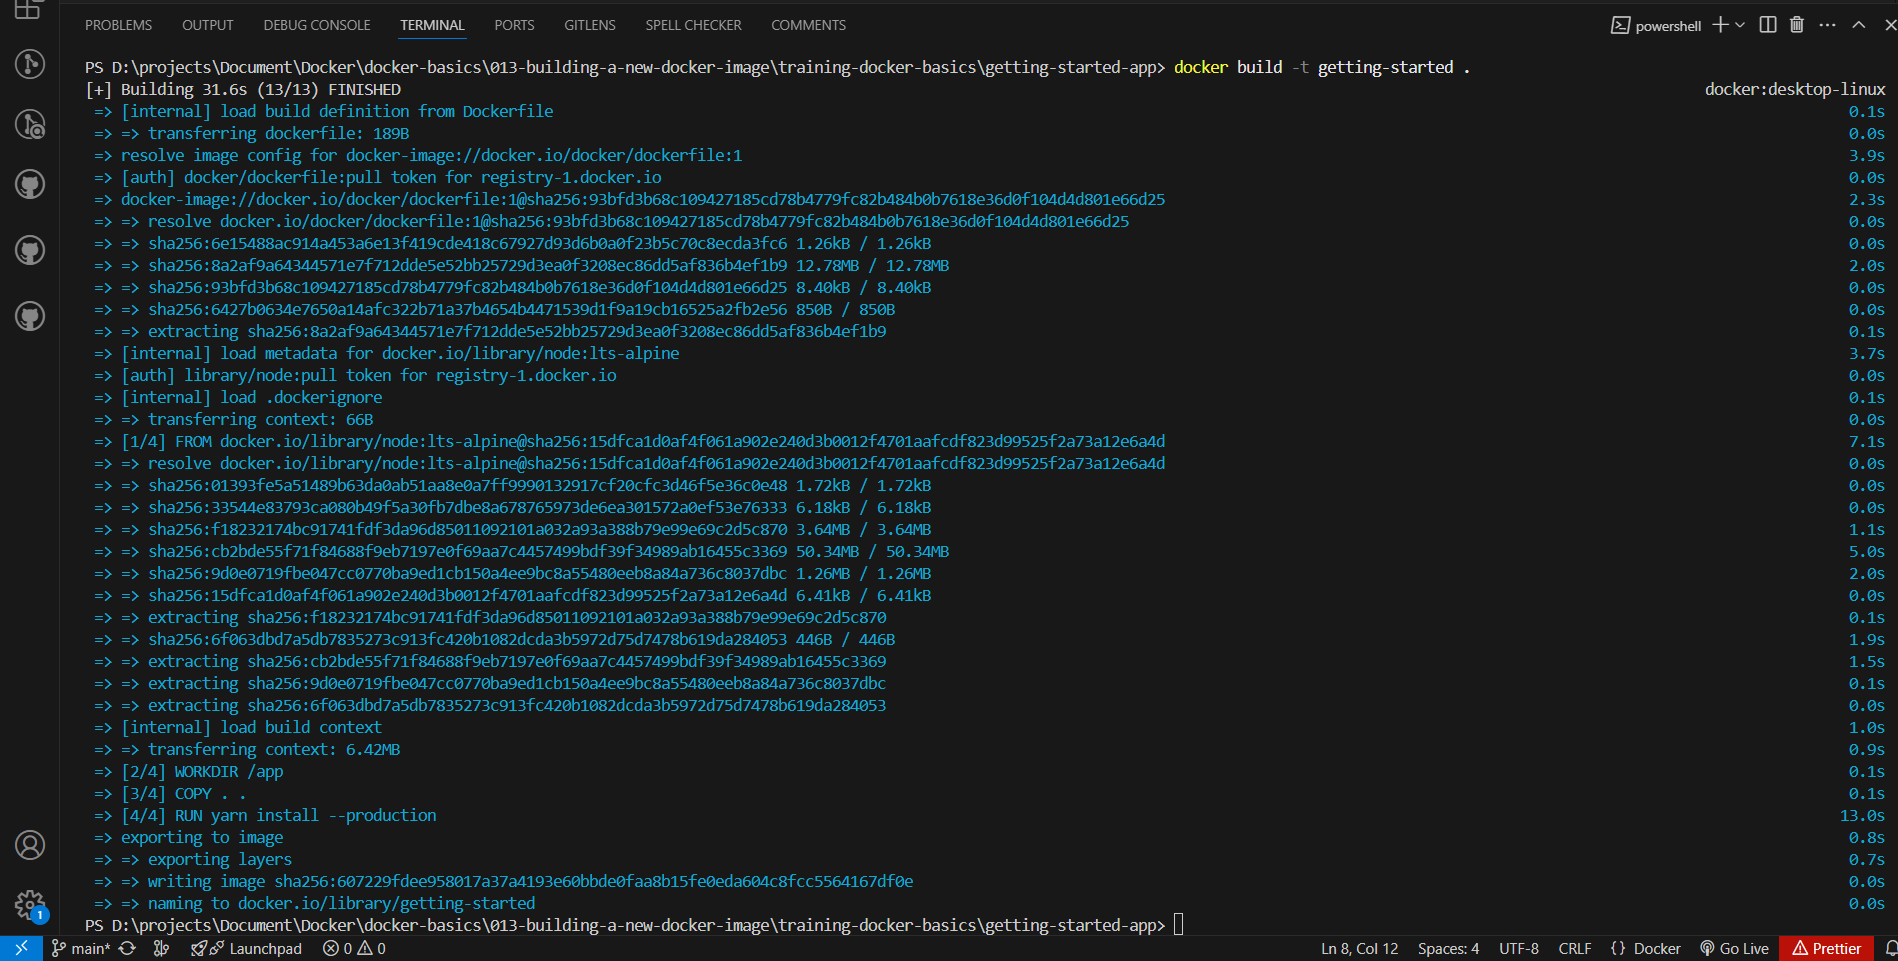 PROBLEMS OUTPUT DEBUG CONSOLE TERMINAL PORTS GITLENS SPELL CHECKER COMMENTS powershell
PS D:\projects\Document\Docker\docker-basics\013-building-a-new-docker-image\training-docker-basics\getting-started-app> docker build -t getting-started .
[+] Building 31.6s (13/13) FINISHED docker:desktop-linux
=> [internal] load build definition from Dockerfile 0.1s
=> => transferring dockerfile: 189B 0.0s
=> resolve image config for docker-image://docker.io/docker/dockerfile:1 3.9s
=> [auth] docker/dockerfile:pull token for registry-1.docker.io 0.0s
=> docker-image://docker.io/docker/dockerfile:1@sha256:93bfd3b68c109427185cd78b4779fc82b484b0b7618e36d0f104d4d801e66d25 2.3s
=> => resolve docker.io/docker/dockerfile:1@sha256:93bfd3b68c109427185cd78b4779fc82b484b0b7618e36d0f104d4d801e66d25 0.0s
=> => sha256:6e15488ac914a453a6e13f419cde418c67927d93d6b0a0f23b5c70c8ecda3fc6 1.26kB / 1.26kB 0.0s
=> => sha256:8a2af9a64344571e7f712dde5e52bb25729d3ea0f3208ec86dd5af836b4ef1b9 12.78MB / 12.78MB 2.0s
=> => sha256:93bfd3b68c109427185cd78b4779fc82b484b0b7618e36d0f104d4d801e66d25 8.40kB / 8.40kB 0.0s
=> => sha256:6427b0634e7650a14afc322b71a37b4654b4471539d1f9a19cb16525a2fb2e56 850B / 850B 0.0s
=> => extracting sha256:8a2af9a64344571e7f712dde5e52bb25729d3ea0f3208ec86dd5af836b4ef1b9 0.1s
=> [internal] load metadata for docker.io/library/node:lts-alpine 3.7s
=> [auth] library/node:pull token for registry-1.docker.io 0.0s
=> [internal] load .dockerignore 0.1s
=> => transferring context: 66B 0.0s
=> [1/4] FROM docker.io/library/node:lts-alpine@sha256:15dfca1d0af4f061a902e240d3b0012f4701aafcdf823d99525f2a73a12e6a4d 7.1s
=> => resolve docker.io/library/node:lts-alpine@sha256:15dfca1d0af4f061a902e240d3b0012f4701aafcdf823d99525f2a73a12e6a4d 0.0s
=> => sha256:01393fe5a51489b63da0ab51aa8e0a7ff9990132917cf20cfc3d46f5e36c0e48 1.72kB / 1.72kB 0.0s
=> => sha256:33544e83793ca080b49f5a30fb7dbe8a678765973de6ea301572a0ef53e76333 6.18kB / 6.18kB 0.0s
=> => sha256:f18232174bc91741fdf3da96d85011092101a032a93a388b79e99e69c2d5c870 3.64MB / 3.64MB 1.1s
=> => sha256:cb2bde55f71f84688f9eb7197e0f69aa7c4457499bdf39f34989ab16455c3369 50.34MB / 50.34MB 5.0s
=> => sha256:9d0e0719fbe047cc0770ba9ed1cb150a4ee9bc8a55480eeb8a84a736c8037dbc 1.26MB / 1.26MB 2.0s
=> => sha256:15dfca1d0af4f061a902e240d3b0012f4701aafcdf823d99525f2a73a12e6a4d 6.41kB / 6.41kB 0.0s
=> => extracting sha256:f18232174bc91741fdf3da96d85011092101a032a93a388b79e99e69c2d5c870 0.1s
=> => sha256:6f063dbd7a5db7835273c913fc420b1082dcda3b5972d75d7478b619da284053 446B / 446B 1.9s
=> => extracting sha256:cb2bde55f71f84688f9eb7197e0f69aa7c4457499bdf39f34989ab16455c3369 1.5s
=> => extracting sha256:9d0e0719fbe047cc0770ba9ed1cb150a4ee9bc8a55480eeb8a84a736c8037dbc 0.1s
=> => extracting sha256:6f063dbd7a5db7835273c913fc420b1082dcda3b5972d75d7478b619da284053 0.0s
=> [internal] load build context 1.0s
=> => transferring context: 6.42MB 0.9s
=> [2/4] WORKDIR /app 0.1s
=> [3/4] COPY . . 0.1s
=> [4/4] RUN yarn install --production 13.0s
=> exporting to image 0.8s
=> => exporting layers 0.7s
=> => writing image sha256:607229fdee958017a37a4193e60bbde0faa8b15fe0eda604c8fcc5564167df0e 0.0s
=> => naming to docker.io/library/getting-started 0.0s
PS D:\projects\Document\Docker\docker-basics\013-building-a-new-docker-image\training-docker-basics\getting-started-app>
1
main* Launchpad 0 0 Ln 8, Col 12 Spaces: 4 UTF-8 CRLF {} Docker Go Live Prettier